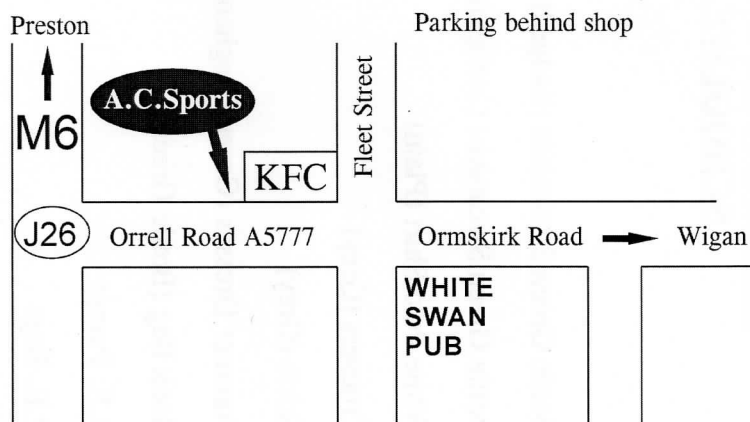 Preston
Parking behind shop
A.C.Sports
M6
Fleet Street
KFC
J26
Orrell Road A5777
Ormskirk Road
Wigan
WHITE
SWAN
PUB